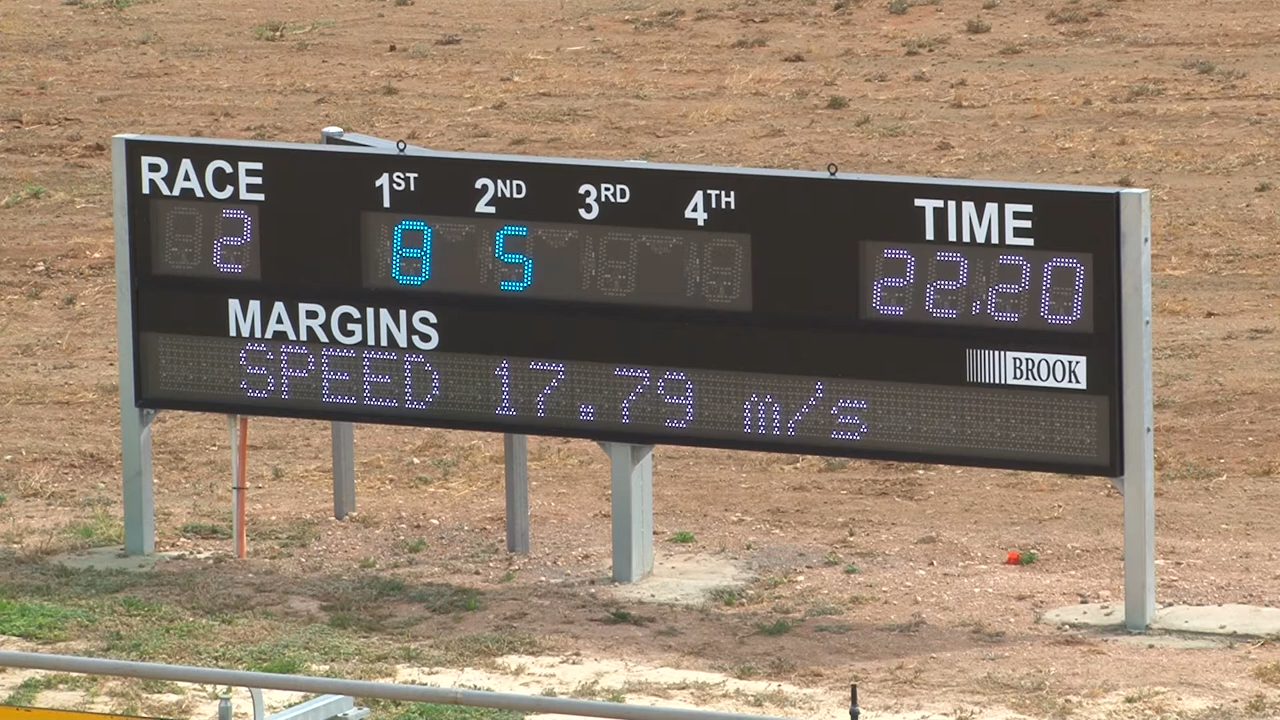 RACE 1ST 2ND 3RD 4TH TIME
2 8 5 22.20
MARGINS
BROOK
SPEED 17.79 m/s